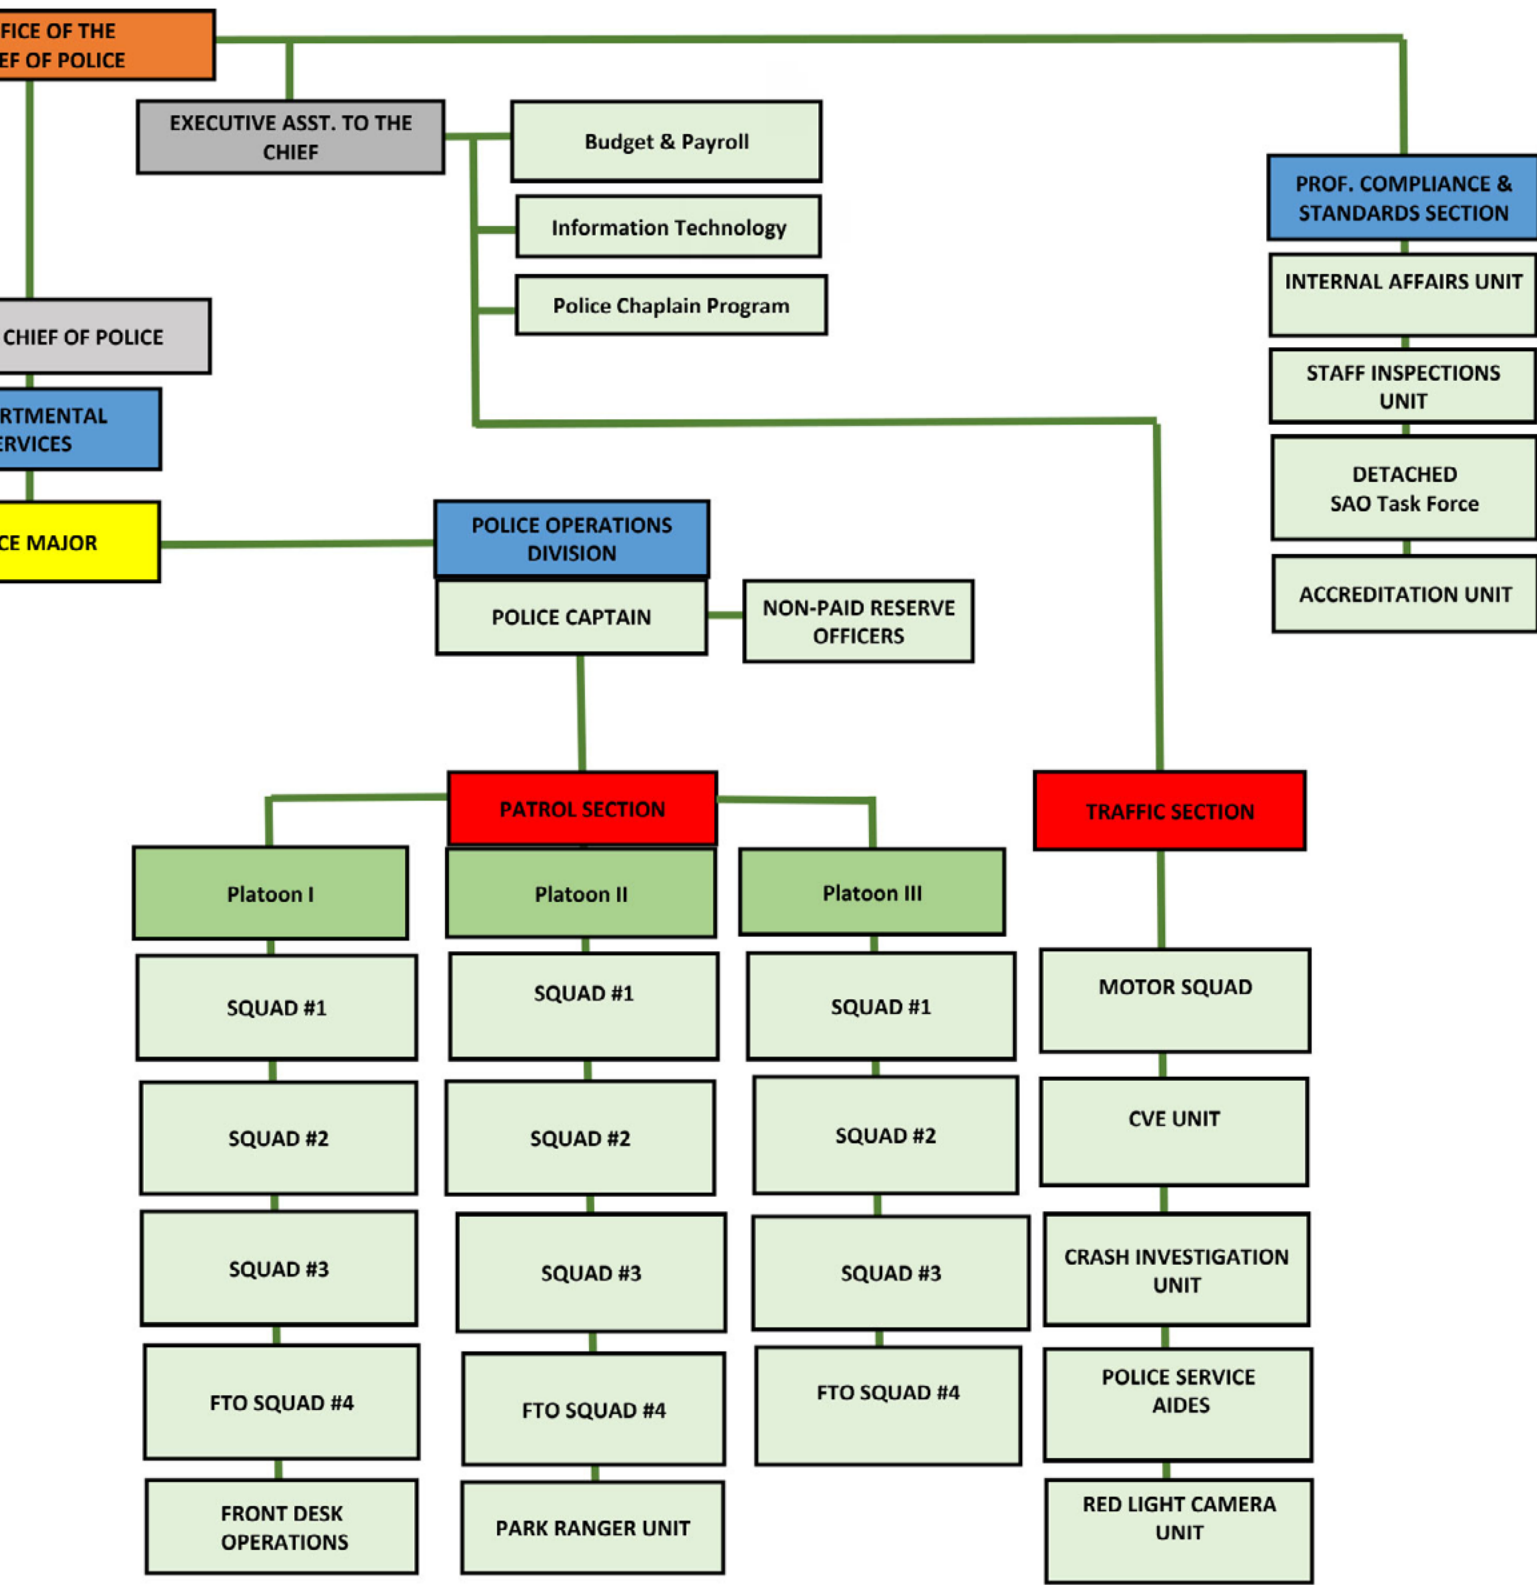 FICE OF THE
EF OF POLICE
EXECUTIVE ASST. TO THE
CHIEF
Budget & Payroll
Information Technology
Police Chaplain Program
PROF. COMPLIANCE &
STANDARDS SECTION
INTERNAL AFFAIRS UNIT
STAFF INSPECTIONS
UNIT
DETACHED
SAO Task Force
ACCREDITATION UNIT
CHIEF OF POLICE
RTMENTAL
ERVICES
CE MAJOR
POLICE OPERATIONS
DIVISION
POLICE CAPTAIN
NON-PAID RESERVE
OFFICERS
PATROL SECTION
TRAFFIC SECTION
Platoon I
SQUAD #1
SQUAD #2
SQUAD #3
FTO SQUAD #4
FRONT DESK
OPERATIONS
Platoon II
SQUAD #1
SQUAD #2
SQUAD #3
FTO SQUAD #4
PARK RANGER UNIT
Platoon III
SQUAD #1
SQUAD #2
SQUAD #3
FTO SQUAD #4
MOTOR SQUAD
CVE UNIT
CRASH INVESTIGATION
UNIT
POLICE SERVICE
AIDES
RED LIGHT CAMERA
UNIT